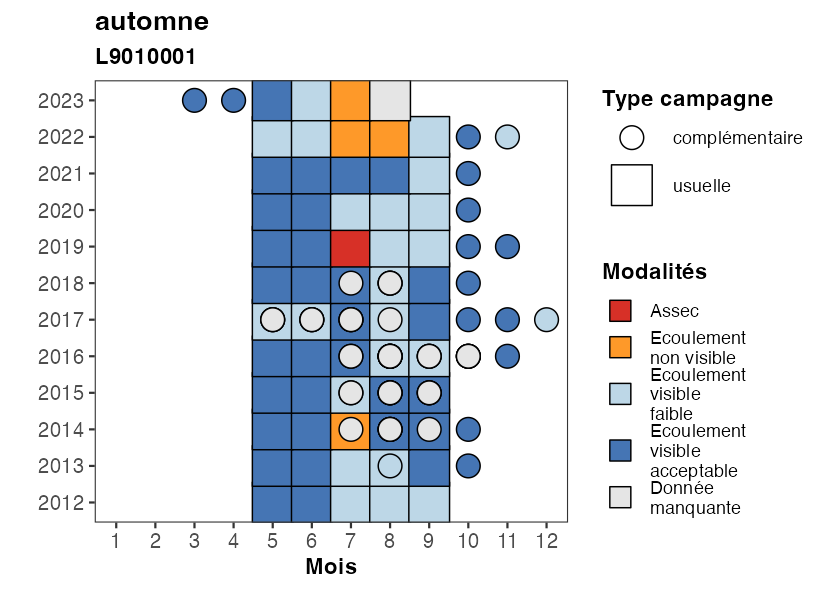 automne
L9010001
2023
2022
2021
2020
2019
2018
2017
2016
2015
2014
2013
2012
1 2 3 4 5 6 7 8 9 10 11 12
Mois
Type campagne
complémentaire
usuelle
Modalités
Assec
Ecoulement
non visible
Ecoulement
visible
faible
Ecoulement
visible
acceptable
Donnée
manquante